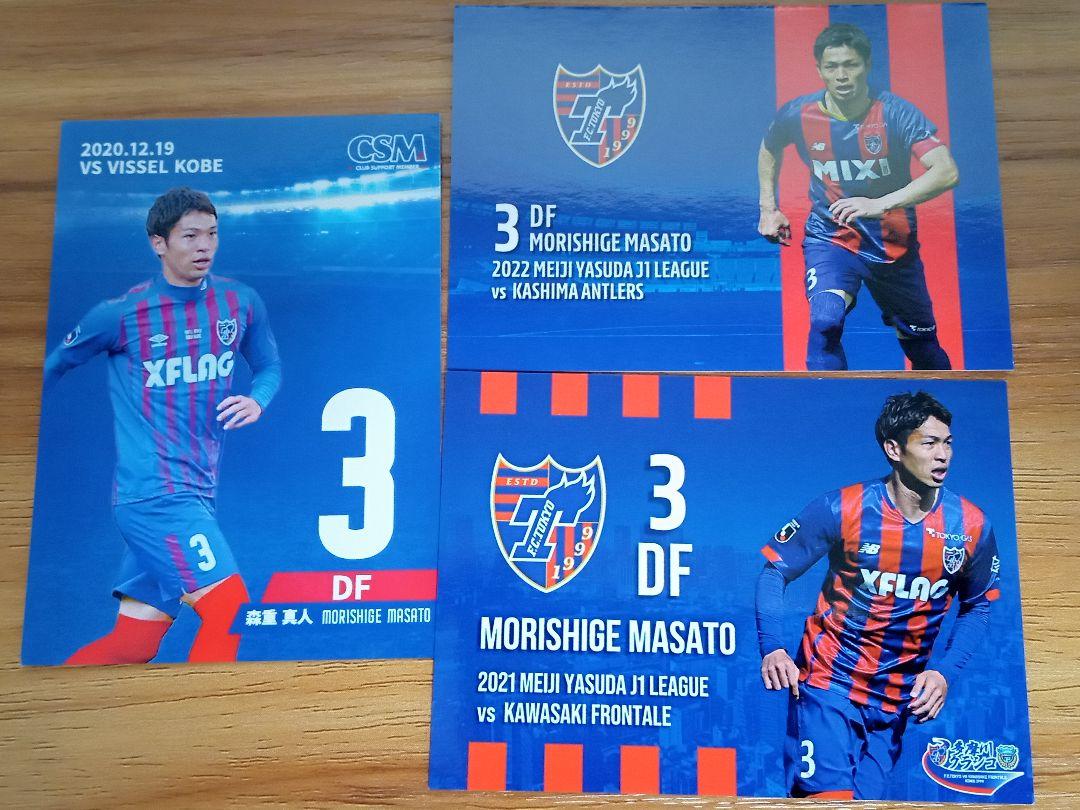 2020.12.19
VS VISSEL KOBE
CSM
CLUB SUPPORT MEMBER
XFLAG
3
3
DF
森重 真人 MORISHIGE MASATO
ESTD
F.C.TOKYO
1999
3 DF
MORISHIGE MASATO
2022 MEIJI YASUDA J1 LEAGUE
vs KASHIMA ANTLERS
MIXI
3
ESTD
F.C.TOKYO
1999
3
DF
MORISHIGE MASATO
2021 MEIJI YASUDA J1 LEAGUE
vs KAWASAKI FRONTALE
TOKYO GAS
XFLAG
3
多摩川
クラシコ